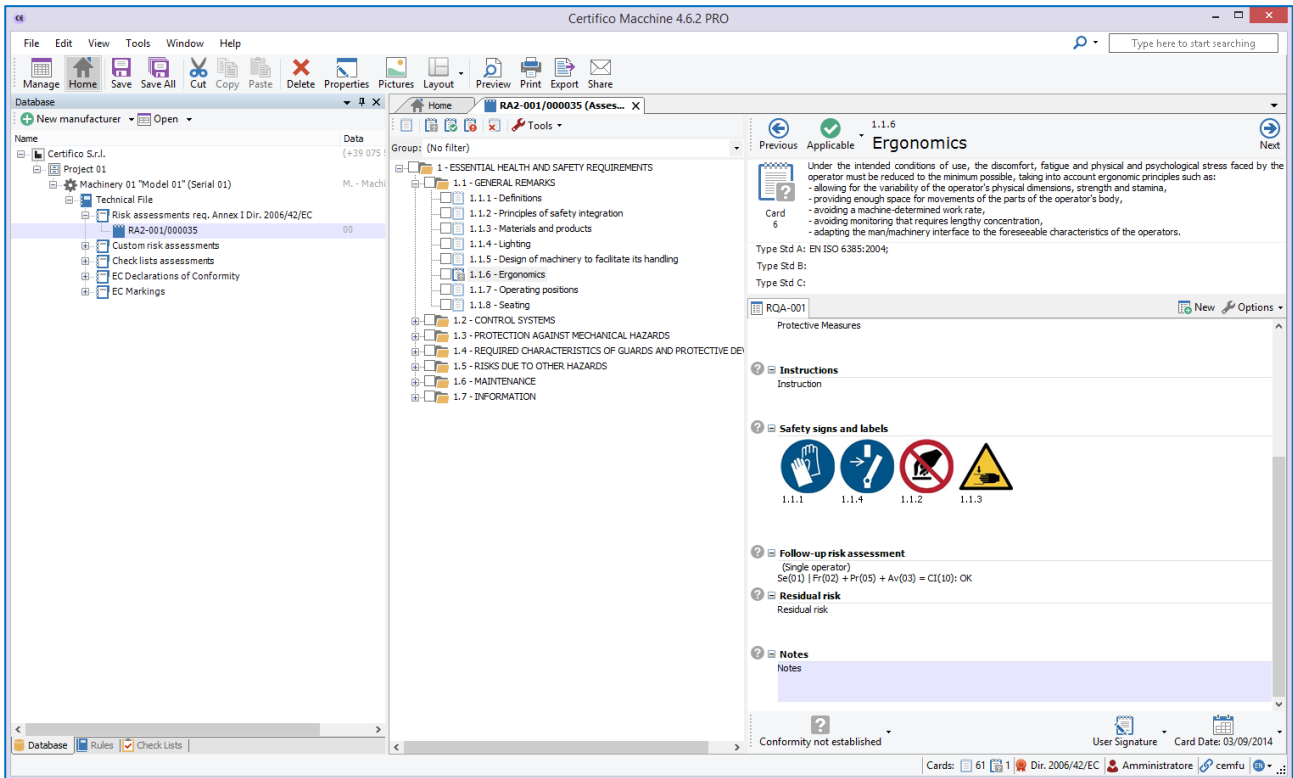 CE
Certifico Macchine 4.6.2 PRO
File Edit View Tools Window Help
Type here to start searching
Manage Home Save Save All Cut Copy Paste Delete Properties Pictures Layout Preview Print Export Share
Database
New manufacturer Open
Name Data
Certifico S.r.l. (+39 075
Project 01
Machinery 01 "Model 01" (Serial 01) M. - Machi
Technical File
Risk assessments req. Annex I Dir. 2006/42/EC
RA2-001/000035 00
Custom risk assessments
Check lists assessments
EC Declarations of Conformity
EC Markings
Database Rules Check Lists
Home RA2-001/000035 (Asses... X
Tools
Group: (No filter)
1 - ESSENTIAL HEALTH AND SAFETY REQUIREMENTS
1.1 - GENERAL REMARKS
1.1.1 - Definitions
1.1.2 - Principles of safety integration
1.1.3 - Materials and products
1.1.4 - Lighting
1.1.5 - Design of machinery to facilitate its handling
1.1.6 - Ergonomics
1.1.7 - Operating positions
1.1.8 - Seating
1.2 - CONTROL SYSTEMS
1.3 - PROTECTION AGAINST MECHANICAL HAZARDS
1.4 - REQUIRED CHARACTERISTICS OF GUARDS AND PROTECTIVE DEV
1.5 - RISKS DUE TO OTHER HAZARDS
1.6 - MAINTENANCE
1.7 - INFORMATION
Previous Applicable 1.1.6 Ergonomics Next
Card 6
Under the intended conditions of use, the discomfort, fatigue and physical and psychological stress faced by the
operator must be reduced to the minimum possible, taking into account ergonomic principles such as:
- allowing for the variability of the operator's physical dimensions, strength and stamina,
- providing enough space for movements of the parts of the operator's body,
- avoiding a machine-determined work rate,
- avoiding monitoring that requires lengthy concentration,
- adapting the man/machinery interface to the foreseeable characteristics of the operators.
Type Std A: EN ISO 6385:2004;
Type Std B:
Type Std C:
RQA-001 New Options
Protective Measures
Instructions
Instruction
Safety signs and labels
1.1.1 1.1.4 1.1.2 1.1.3
Follow-up risk assessment
(Single operator)
Se(01) | Fr(02) + Pr(05) + Av(03) = CI(10): OK
Residual risk
Residual risk
Notes
Notes
Conformity not established User Signature Card Date: 03/09/2014
Cards: 61 1 Dir. 2006/42/EC Amministratore cemfu EN